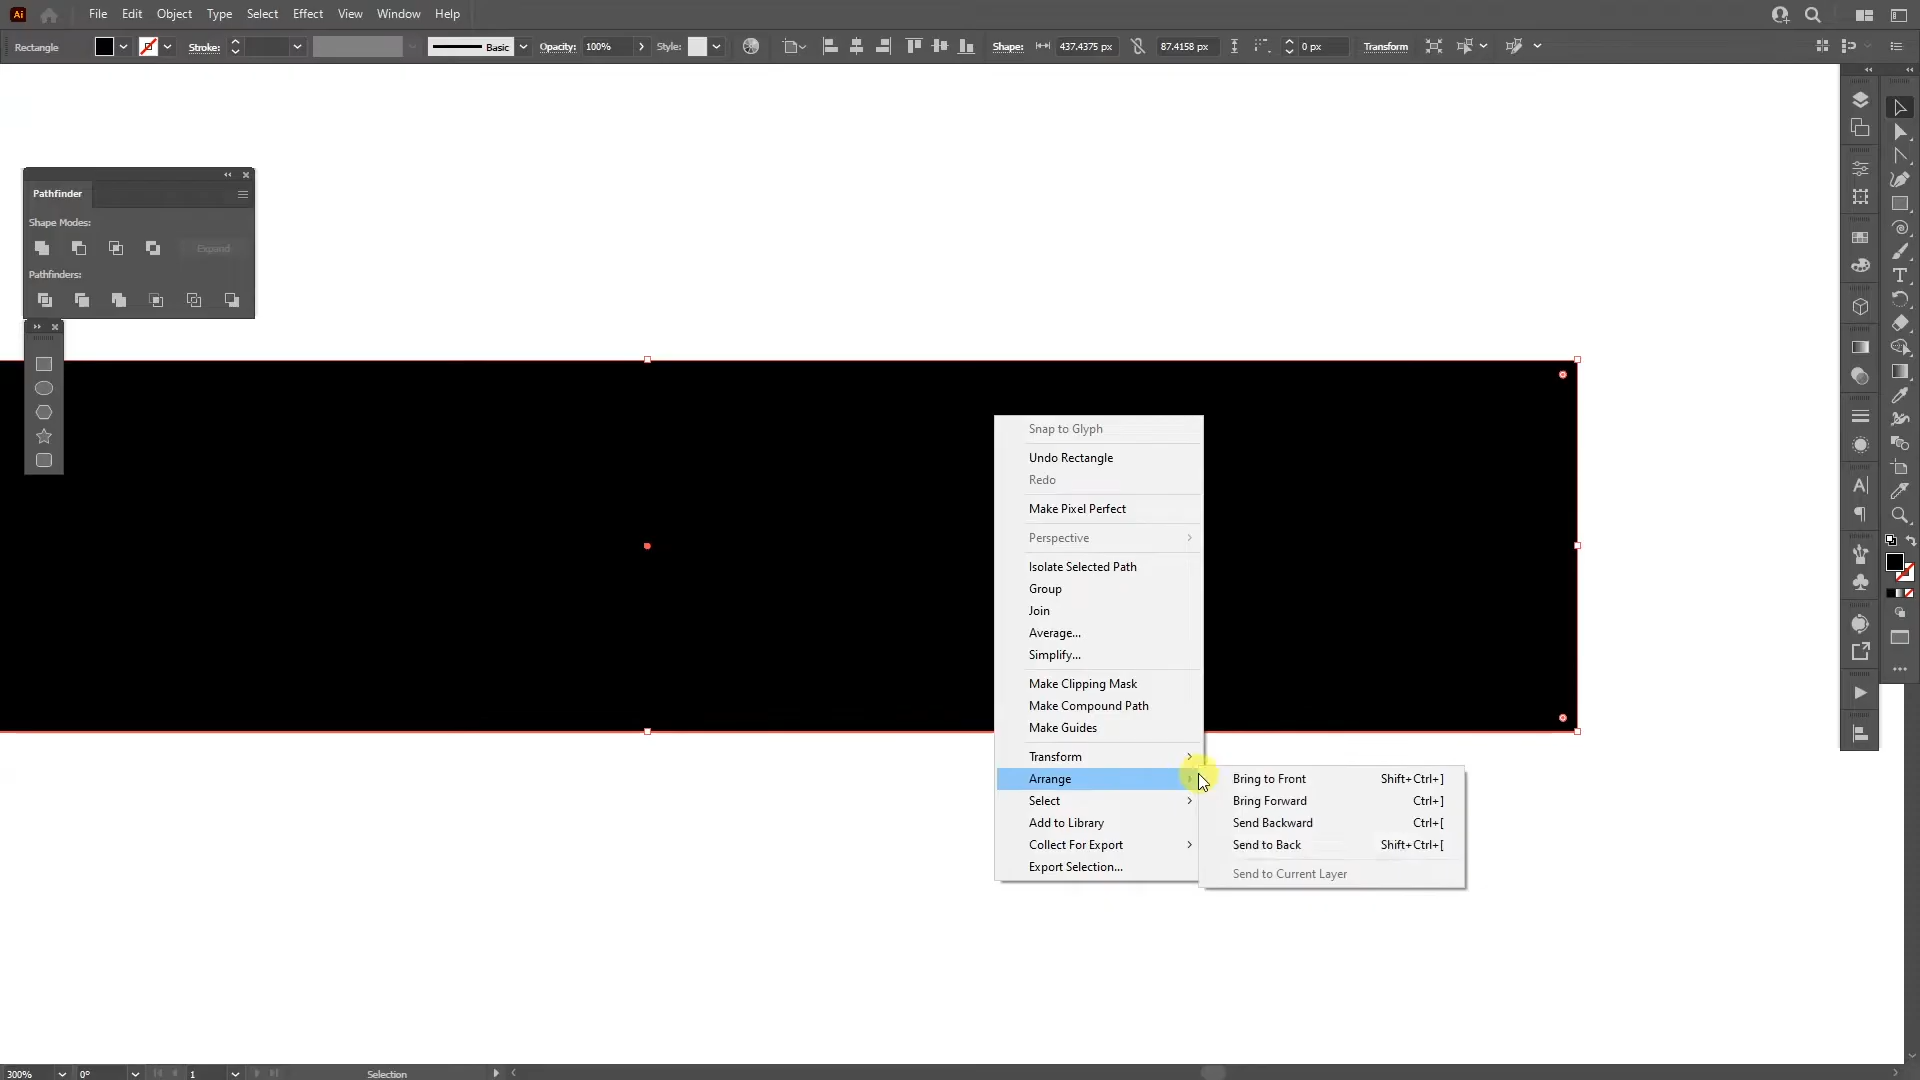 Ai File Edit Object Type Select Effect View Window Help
Rectangle Stroke: Basic Opacity: 100% Style: Shape: 437.4375 px 87.4158 px 0 px Transform
Pathfinder
Shape Modes:
Expand
Pathfinders:
Snap to Glyph
Undo Rectangle
Redo
Make Pixel Perfect
Perspective
Isolate Selected Path
Group
Join
Average...
Simplify...
Make Clipping Mask
Make Compound Path
Make Guides
Transform
Arrange
Select
Add to Library
Collect For Export
Export Selection...
Bring to Front Shift+Ctrl+]
Bring Forward Ctrl+]
Send Backward Ctrl+[
Send to Back Shift+Ctrl+[
Send to Current Layer
300% 0° 1 Selection